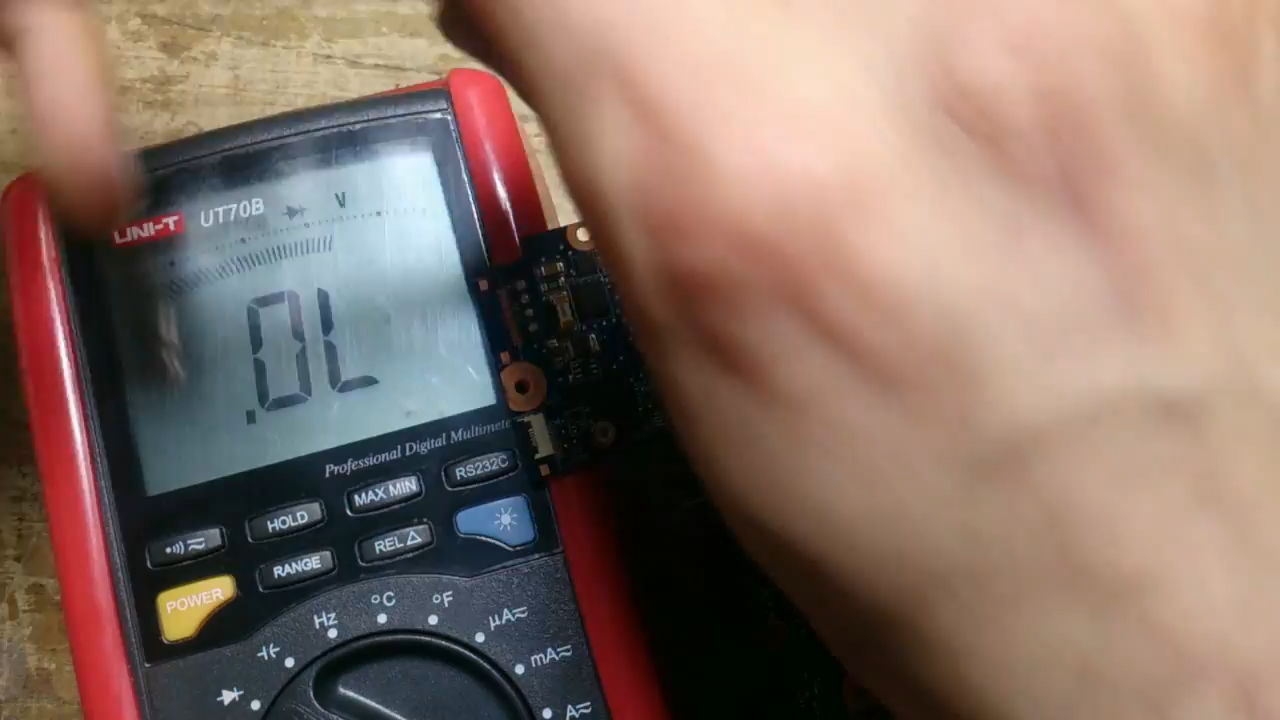 UNI-T UT70B V
.0L
Professional Digital Multimete
HOLD MAX MIN RS232C
POWER RANGE REL△
Hz °C °F µA≂
mA≂
A≂